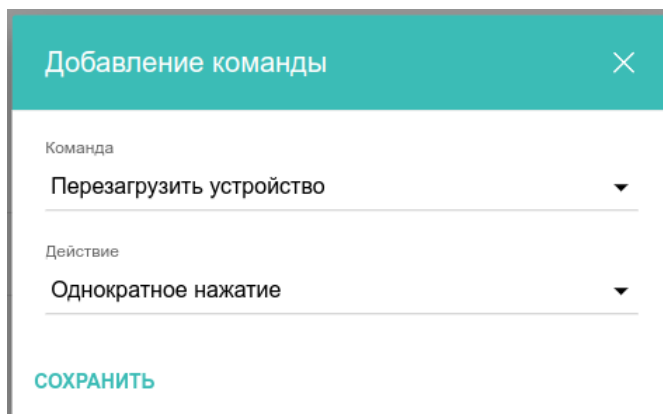 Добавление команды
Команда
Перезагрузить устройство
Действие
Однократное нажатие
СОХРАНИТЬ